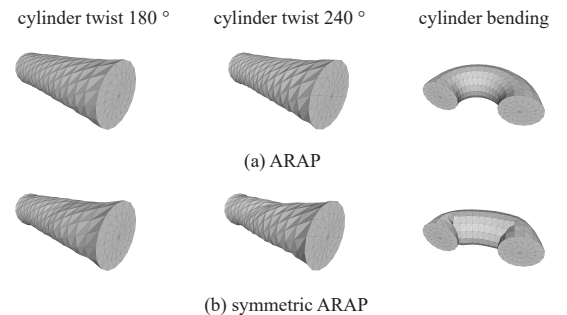 cylinder twist 180 ° cylinder twist 240 ° cylinder bending
(a) ARAP
(b) symmetric ARAP